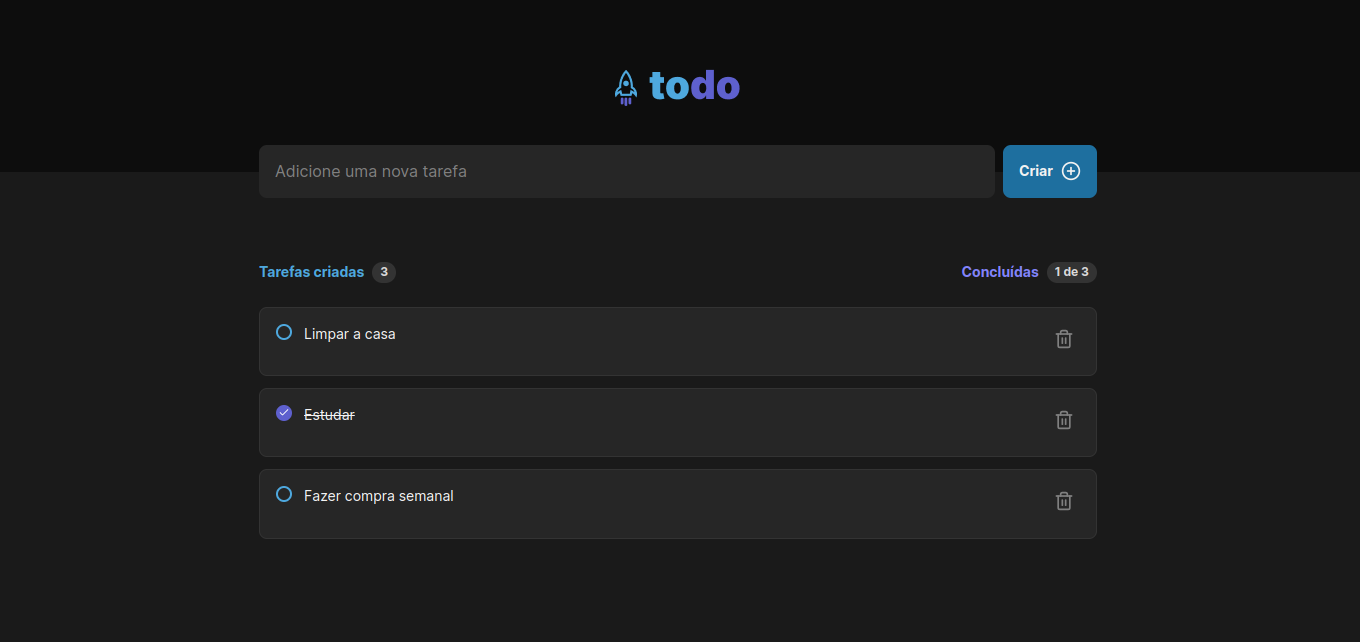 todo
Adicione uma nova tarefa
Criar
Tarefas criadas 3
Concluídas 1 de 3
Limpar a casa
Estudar
Fazer compra semanal